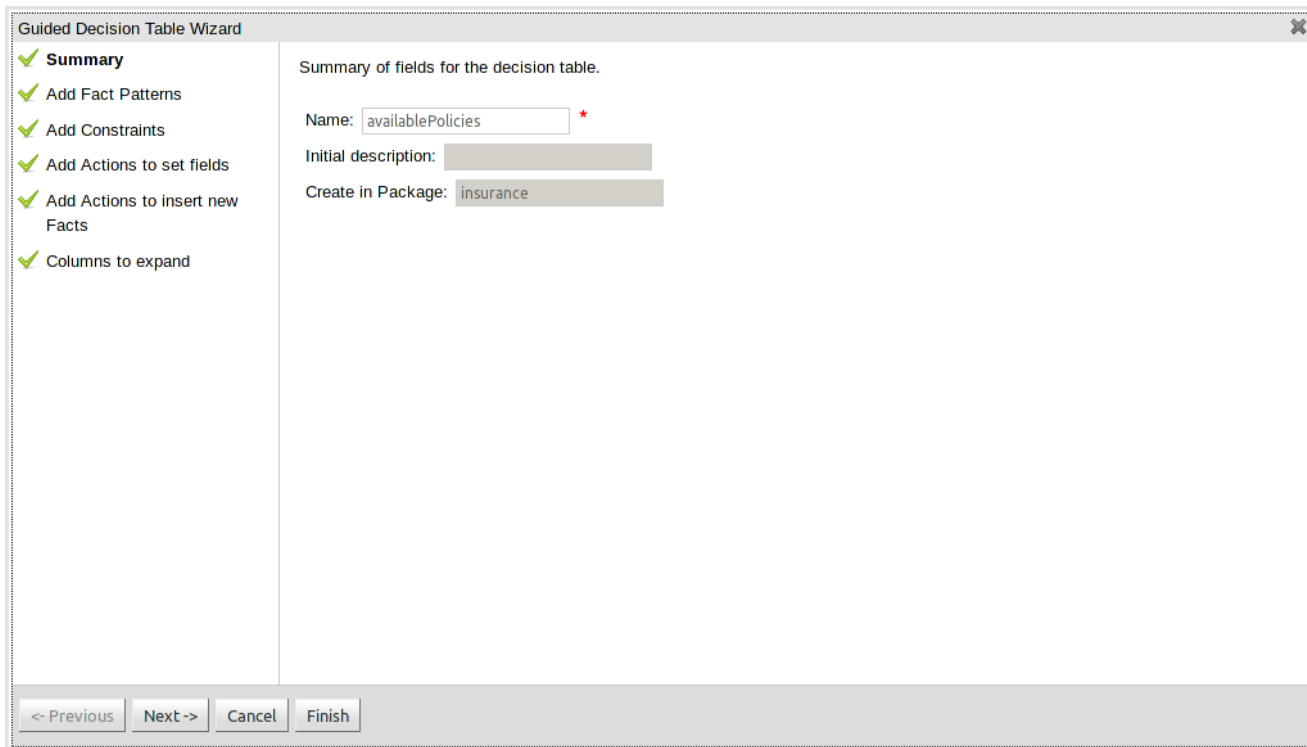 Guided Decision Table Wizard
Summary
Add Fact Patterns
Add Constraints
Add Actions to set fields
Add Actions to insert new
Facts
Columns to expand
Summary of fields for the decision table.
Name: availablePolicies *
Initial description:
Create in Package: insurance
<- Previous Next -> Cancel Finish